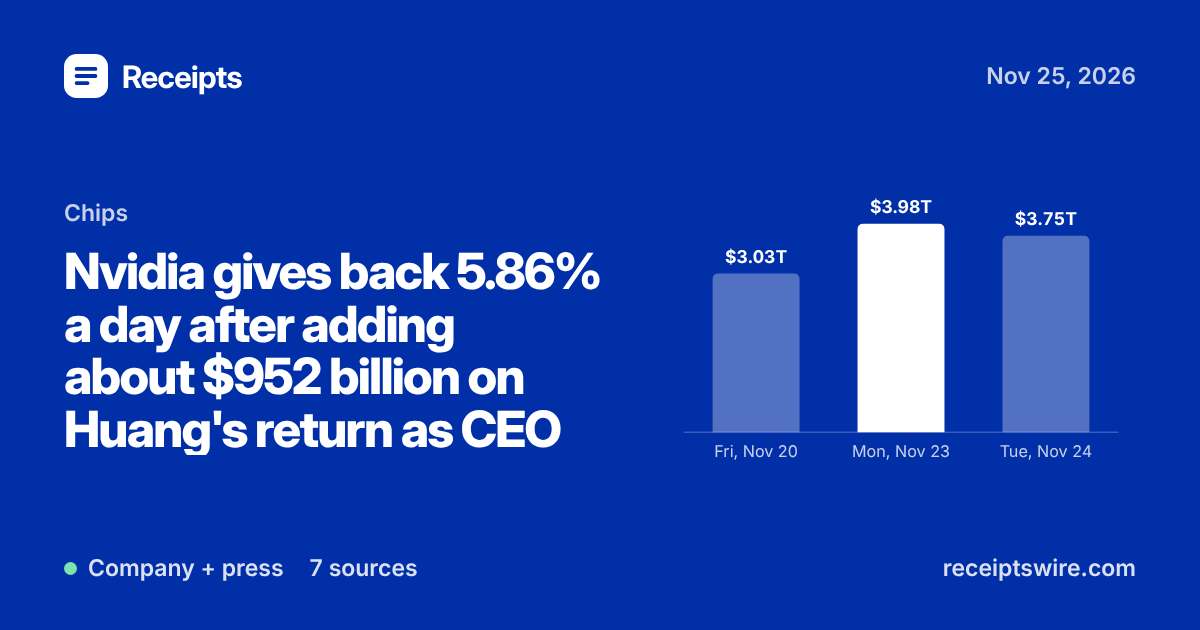 Receipts
Nov 25, 2026
Chips
Nvidia gives back 5.86%
a day after adding
about $952 billion on
Huang's return as CEO
$3.03T
$3.98T
$3.75T
Fri, Nov 20
Mon, Nov 23
Tue, Nov 24
Company + press
7 sources
receiptswire.com